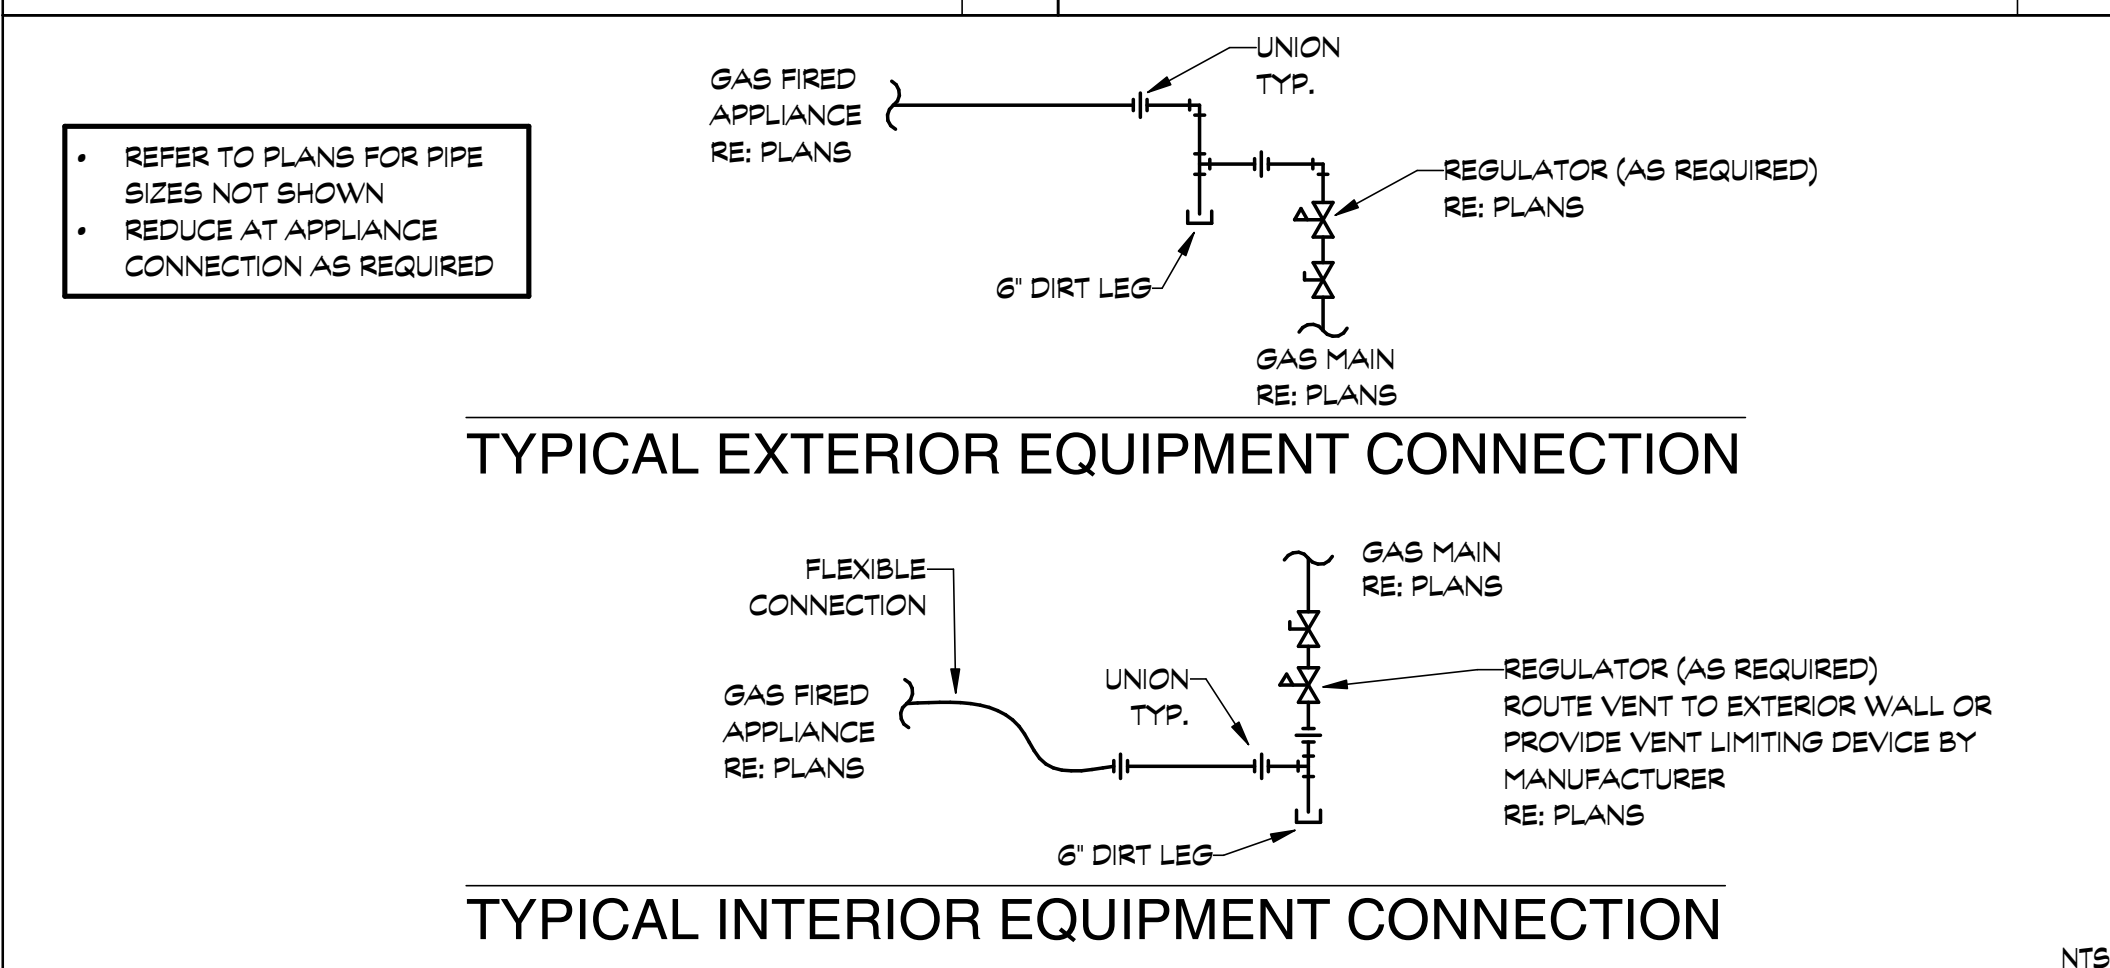 • REFER TO PLANS FOR PIPE
SIZES NOT SHOWN
• REDUCE AT APPLIANCE
CONNECTION AS REQUIRED
GAS FIRED
APPLIANCE
RE: PLANS
UNION
TYP.
REGULATOR (AS REQUIRED)
RE: PLANS
6" DIRT LEG
GAS MAIN
RE: PLANS
TYPICAL EXTERIOR EQUIPMENT CONNECTION
FLEXIBLE
CONNECTION
GAS MAIN
RE: PLANS
GAS FIRED
APPLIANCE
RE: PLANS
UNION
TYP.
REGULATOR (AS REQUIRED)
ROUTE VENT TO EXTERIOR WALL OR
PROVIDE VENT LIMITING DEVICE BY
MANUFACTURER
RE: PLANS
6" DIRT LEG
TYPICAL INTERIOR EQUIPMENT CONNECTION
NTS